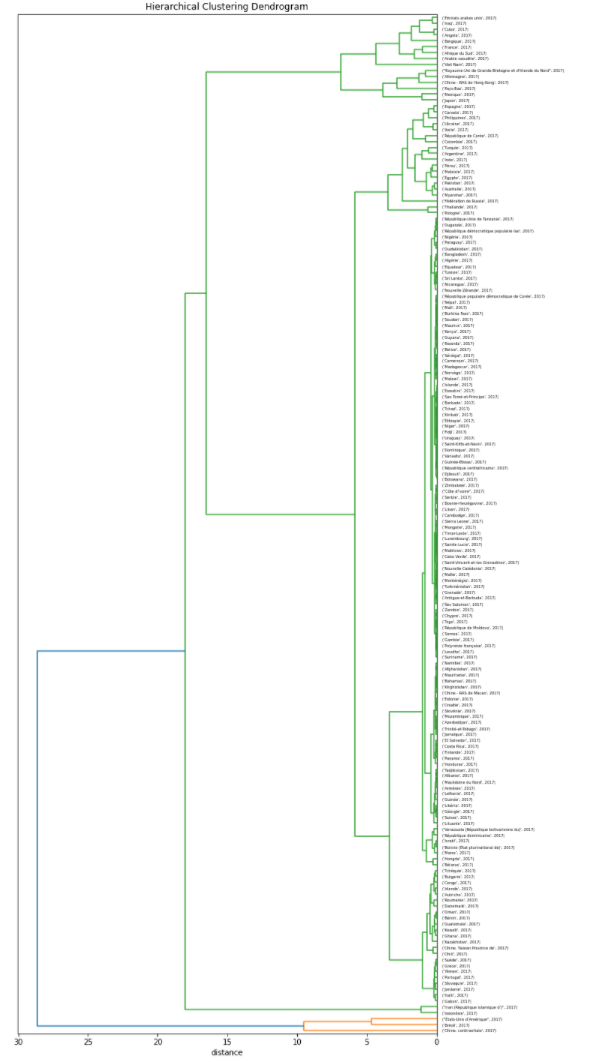 Hierarchical Clustering Dendrogram
('Émirats arabes unis', 2017)
('Iraq', 2017)
('Cuba', 2017)
('Angola', 2017)
('Belgique', 2017)
('France', 2017)
('Afrique du Sud', 2017)
('Arabie saoudite', 2017)
('Viet Nam', 2017)
("Royaume-Uni de Grande-Bretagne et d'Irlande du Nord", 2017)
('Allemagne', 2017)
('Chine - RAS de Hong-Kong', 2017)
('Pays-Bas', 2017)
('Mexique', 2017)
('Japon', 2017)
('Espagne', 2017)
('Canada', 2017)
('Philippines', 2017)
('Ukraine', 2017)
('Italie', 2017)
('République de Corée', 2017)
('Colombie', 2017)
('Turquie', 2017)
('Argentine', 2017)
('Inde', 2017)
('Pérou', 2017)
('Malaisie', 2017)
('Égypte', 2017)
('Pakistan', 2017)
('Australie', 2017)
('Myanmar', 2017)
('Fédération de Russie', 2017)
('Thaïlande', 2017)
('Pologne', 2017)
('République-Unie de Tanzanie', 2017)
('Ouganda', 2017)
('République démocratique populaire lao', 2017)
('Nigéria', 2017)
('Paraguay', 2017)
('Ouzbékistan', 2017)
('Bangladesh', 2017)
('Algérie', 2017)
('Équateur', 2017)
('Tunisie', 2017)
('Sri Lanka', 2017)
('Nicaragua', 2017)
('Nouvelle-Zélande', 2017)
('République populaire démocratique de Corée', 2017)
('Népal', 2017)
('Mali', 2017)
('Burkina Faso', 2017)
('Soudan', 2017)
('Maurice', 2017)
('Kenya', 2017)
('Guyana', 2017)
('Rwanda', 2017)
('Belize', 2017)
('Sénégal', 2017)
('Cameroun', 2017)
('Madagascar', 2017)
('Norvège', 2017)
('Malawi', 2017)
('Islande', 2017)
('Eswatini', 2017)
('Sao Tomé-et-Principe', 2017)
('Barbade', 2017)
('Tchad', 2017)
('Kiribati', 2017)
('Éthiopie', 2017)
('Niger', 2017)
('Fidji', 2017)
('Uruguay', 2017)
('Saint-Kitts-et-Nevis', 2017)
('Dominique', 2017)
('Vanuatu', 2017)
('Guinée-Bissau', 2017)
('République centrafricaine', 2017)
('Djibouti', 2017)
('Botswana', 2017)
('Zimbabwe', 2017)
("Côte d'Ivoire", 2017)
('Serbie', 2017)
('Bosnie-Herzégovine', 2017)
('Liban', 2017)
('Cambodge', 2017)
('Sierra Leone', 2017)
('Mongolie', 2017)
('Timor-Leste', 2017)
('Luxembourg', 2017)
('Sainte-Lucie', 2017)
('Maldives', 2017)
('Cabo Verde', 2017)
('Saint-Vincent-et-les Grenadines', 2017)
('Nouvelle-Calédonie', 2017)
('Malte', 2017)
('Monténégro', 2017)
('Turkménistan', 2017)
('Grenade', 2017)
('Antigua-et-Barbuda', 2017)
('Îles Salomon', 2017)
('Zambie', 2017)
('Chypre', 2017)
('Togo', 2017)
('République de Moldova', 2017)
('Samoa', 2017)
('Gambie', 2017)
('Polynésie française', 2017)
('Lesotho', 2017)
('Suriname', 2017)
('Namibie', 2017)
('Afghanistan', 2017)
('Mauritanie', 2017)
('Bahamas', 2017)
('Kirghizistan', 2017)
('Chine - RAS de Macao', 2017)
('Estonie', 2017)
('Croatie', 2017)
('Slovénie', 2017)
('Mozambique', 2017)
('Azerbaïdjan', 2017)
('Trinité-et-Tobago', 2017)
('Jamaïque', 2017)
('El Salvador', 2017)
('Costa Rica', 2017)
('Finlande', 2017)
('Panama', 2017)
('Honduras', 2017)
('Tadjikistan', 2017)
('Albanie', 2017)
('Macédoine du Nord', 2017)
('Arménie', 2017)
('Lettonie', 2017)
('Guinée', 2017)
('Libéria', 2017)
('Géorgie', 2017)
('Suisse', 2017)
('Lituanie', 2017)
('Venezuela (République bolivarienne du)', 2017)
('République dominicaine', 2017)
('Israël', 2017)
('Bolivie (État plurinational de)', 2017)
('Maroc', 2017)
('Hongrie', 2017)
('Bélarus', 2017)
('Tchéquie', 2017)
('Bulgarie', 2017)
('Congo', 2017)
('Irlande', 2017)
('Autriche', 2017)
('Roumanie', 2017)
('Danemark', 2017)
('Oman', 2017)
('Bénin', 2017)
('Guatemala', 2017)
('Koweït', 2017)
('Ghana', 2017)
('Kazakhstan', 2017)
('Chine, Taiwan Province de', 2017)
('Chili', 2017)
('Suède', 2017)
('Grèce', 2017)
('Yémen', 2017)
('Portugal', 2017)
('Slovaquie', 2017)
('Jordanie', 2017)
('Haïti', 2017)
('Gabon', 2017)
("Iran (République islamique d')", 2017)
('Indonésie', 2017)
("États-Unis d'Amérique", 2017)
('Brésil', 2017)
('Chine, continentale', 2017)
30 25 20 15 10 5 0
distance